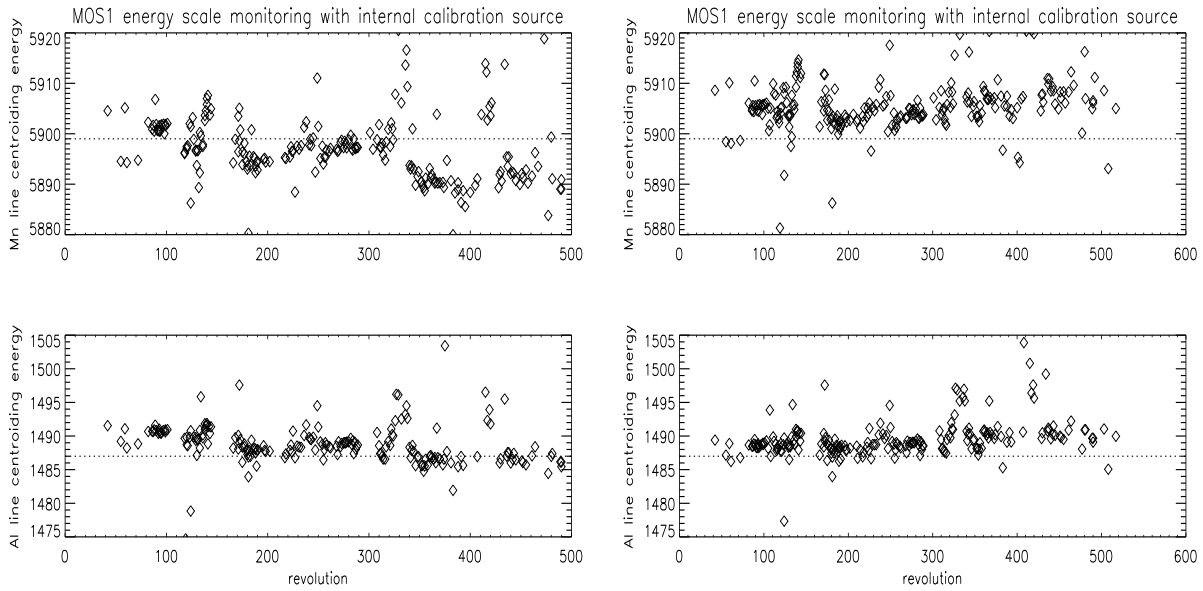 MOS1 energy scale monitoring with internal calibration source
Mn line centroiding energy
5920
5910
5900
5890
5880
0 100 200 300 400 500
MOS1 energy scale monitoring with internal calibration source
Mn line centroiding energy
5920
5910
5900
5890
5880
0 100 200 300 400 500 600
Al line centroiding energy
1505
1500
1495
1490
1485
1480
1475
0 100 200 300 400 500
revolution
Al line centroiding energy
1505
1500
1495
1490
1485
1480
1475
0 100 200 300 400 500 600
revolution